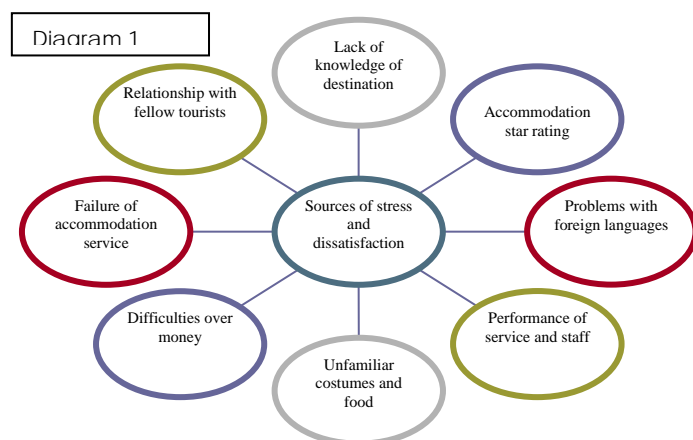 Diagram 1
Lack of
knowledge of
destination
Relationship with
fellow tourists
Accommodation
star rating
Failure of
accommodation
service
Sources of stress
and
dissatisfaction
Problems with
foreign languages
Difficulties over
money
Performance of
service and staff
Unfamiliar
costumes and
food